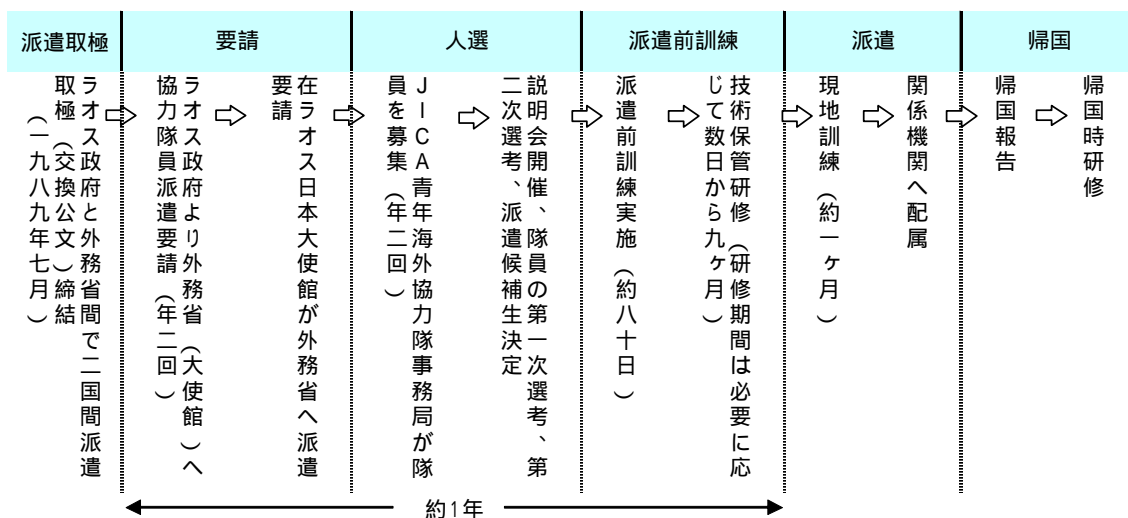 派遣取極
要請
人選
派遣前訓練
派遣
帰国
ラオス政府と外務省間で二国間派遣
取極（交換公文）締結
（一九八九年七月）
ラオス政府より外務省（大使館）へ
協力隊員派遣要請（年二回）
在ラオス日本大使館が外務省へ派遣
要請
JICA青年海外協力隊事務局が隊
員を募集（年二回）
説明会開催、隊員の第一次選考、第
二次選考、派遣候補生決定
派遣前訓練実施（約八十日）
技術保管研修（研修期間は必要に応
じて数日から九ヶ月）
現地訓練（約一ヶ月）
関係機関へ配属
帰国報告
帰国時研修
約1年